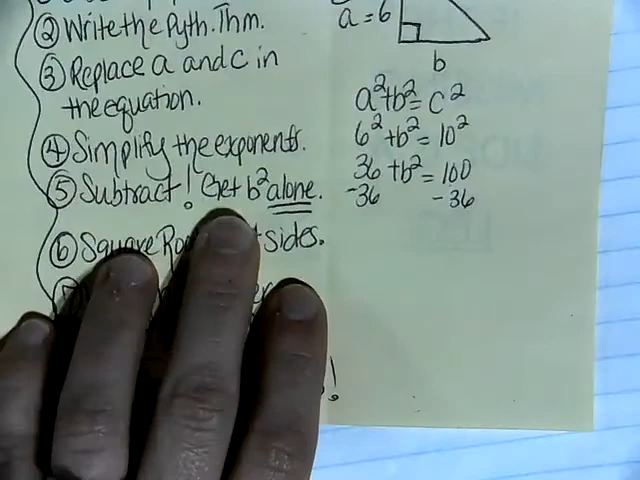 ② Write the Pyth. Thm.
③ Replace a and c in
the equation.
④ Simplify the exponents.
⑤ Subtract! Get b² alone.
⑥ Square sides.
a = 6
b
a² + b² = c²
6² + b² = 10²
36 + b² = 100
-36 - 36